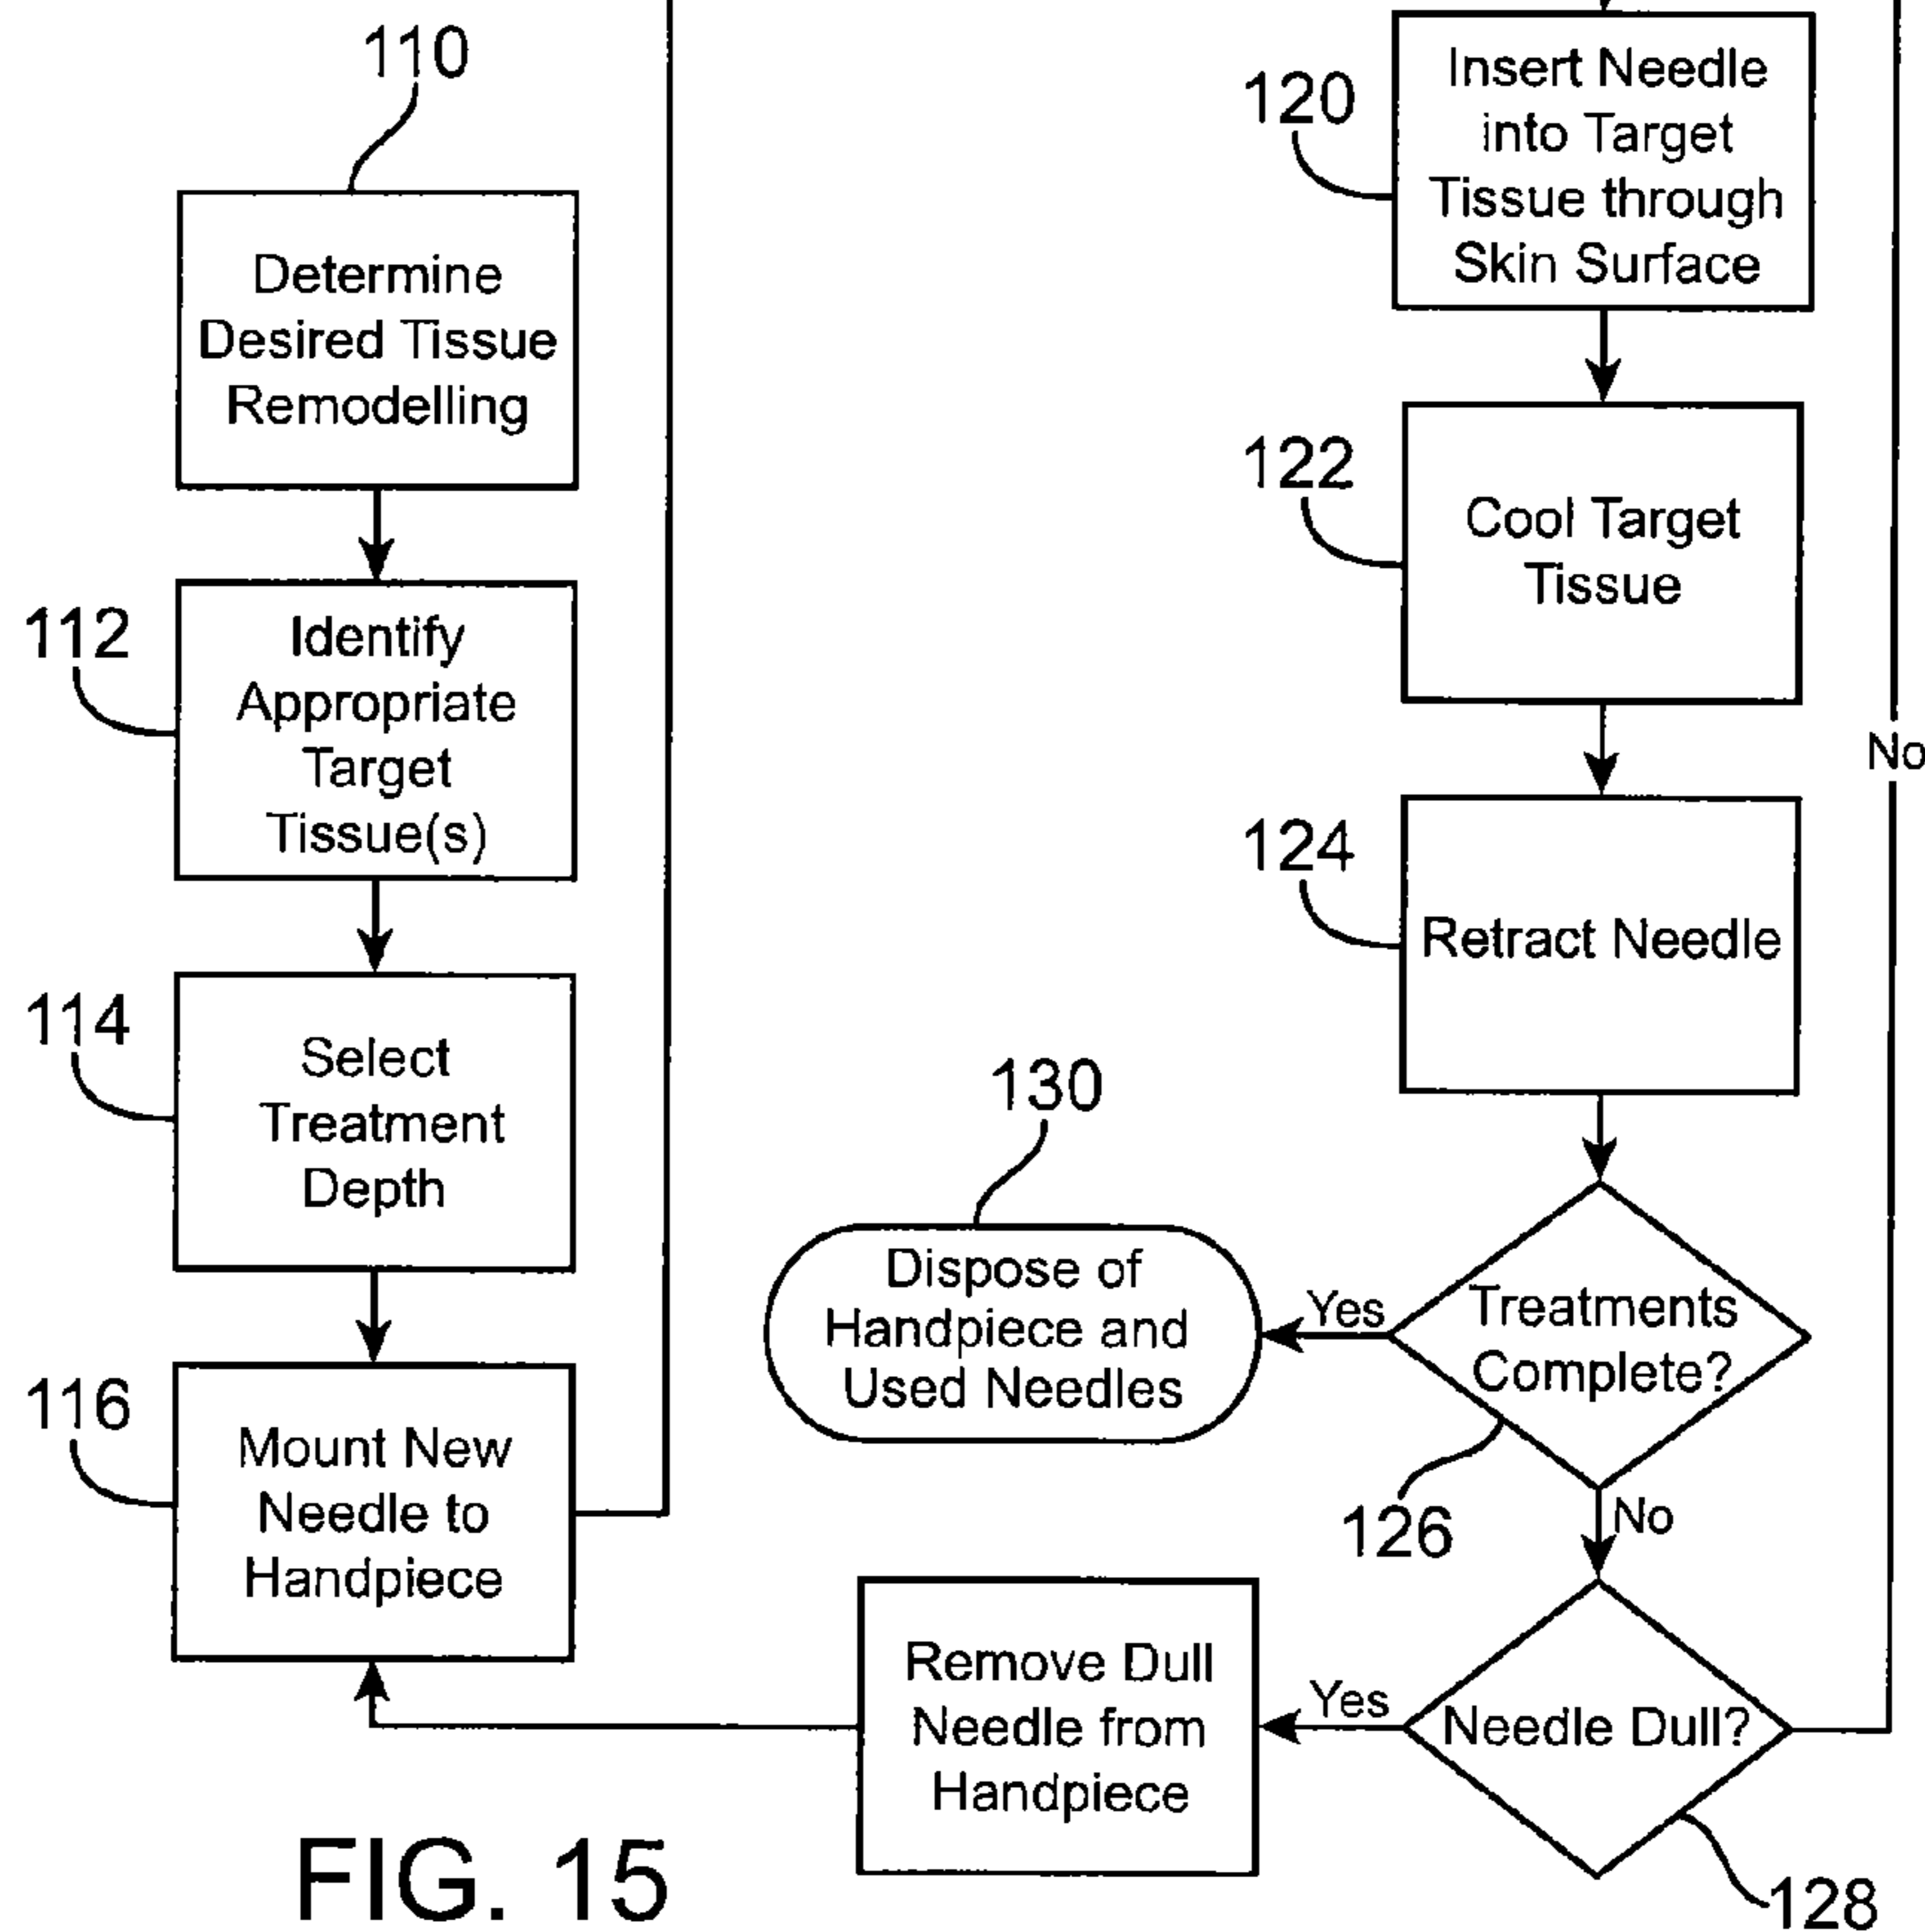 110
Determine
Desired Tissue
Remodelling
112
Identify
Appropriate
Target
Tissue(s)
114
Select
Treatment
Depth
116
Mount New
Needle to
Handpiece
120
Insert Needle
into Target
Tissue through
Skin Surface
122
Cool Target
Tissue
No
124
Retract Needle
130
Dispose of
Handpiece and
Used Needles
Yes
Treatments
Complete?
126
No
Remove Dull
Needle from
Handpiece
Yes
Needle Dull?
128
FIG. 15